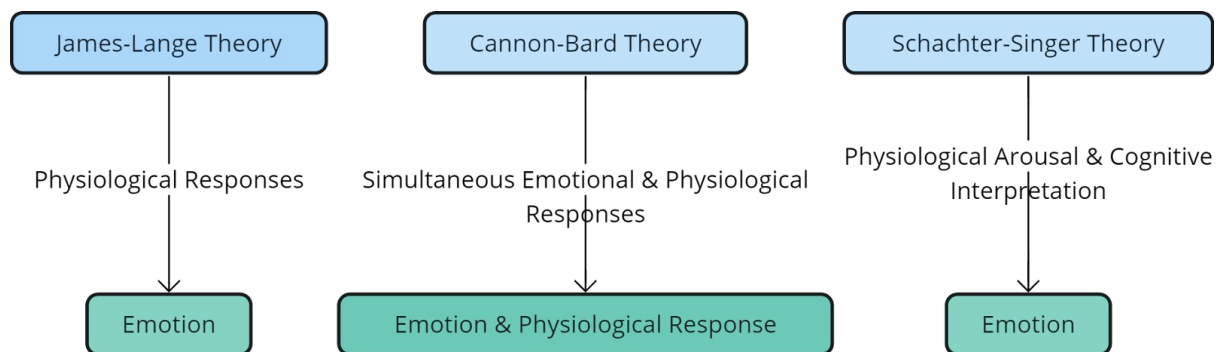 James-Lange Theory
Cannon-Bard Theory
Schachter-Singer Theory
Physiological Responses
Simultaneous Emotional & Physiological
Responses
Physiological Arousal & Cognitive
Interpretation
Emotion
Emotion & Physiological Response
Emotion